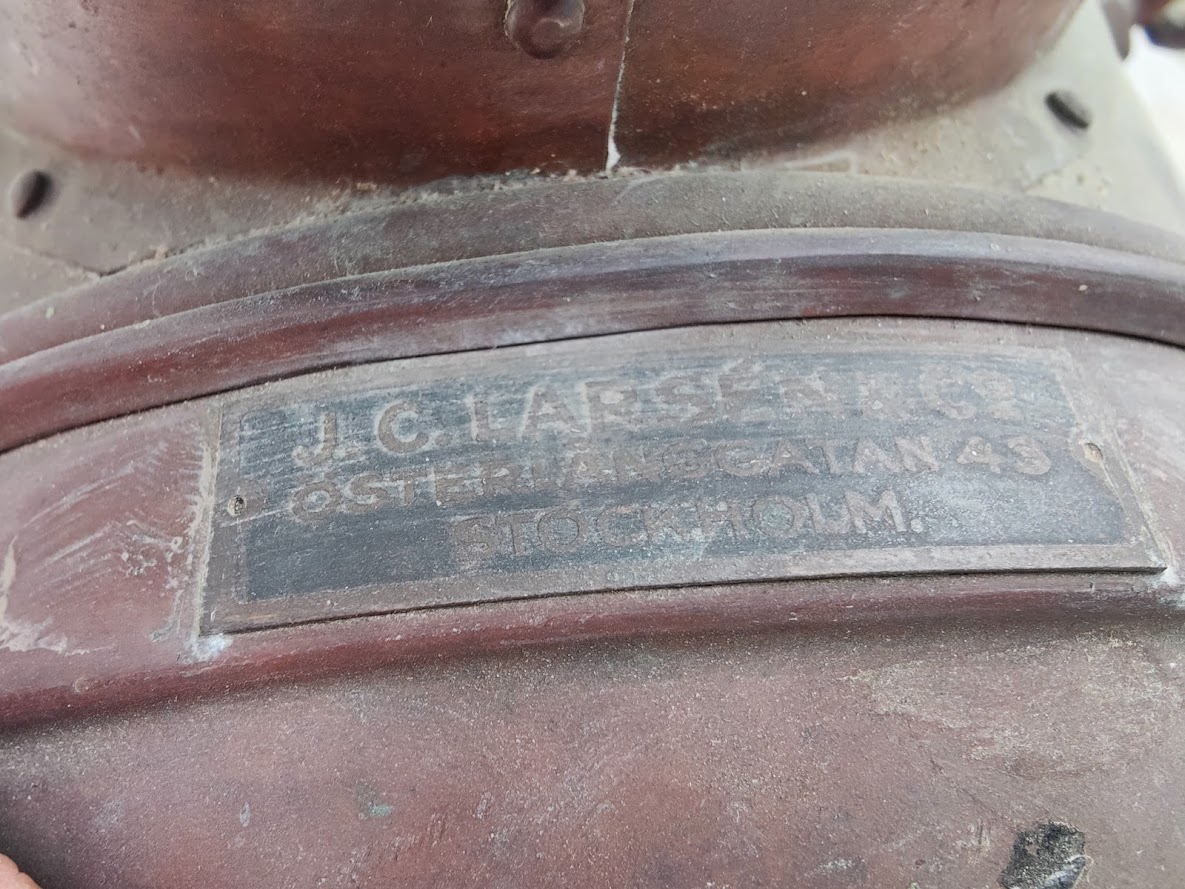 J. C. LARSÉN & Cº
ÖSTERLÅNGGATAN 43
STOCKHOLM.